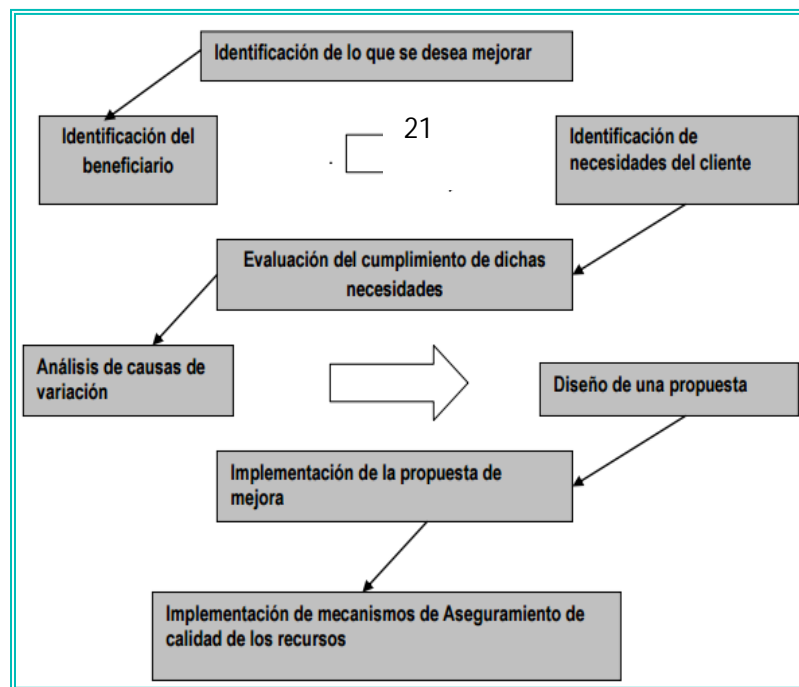 Identificación de lo que se desea mejorar
Identificación del
beneficiario
21
Identificación de
necesidades del cliente
Evaluación del cumplimiento de dichas
necesidades
Análisis de causas de
variación
Diseño de una propuesta
Implementación de la propuesta de
mejora
Implementación de mecanismos de Aseguramiento de
calidad de los recursos